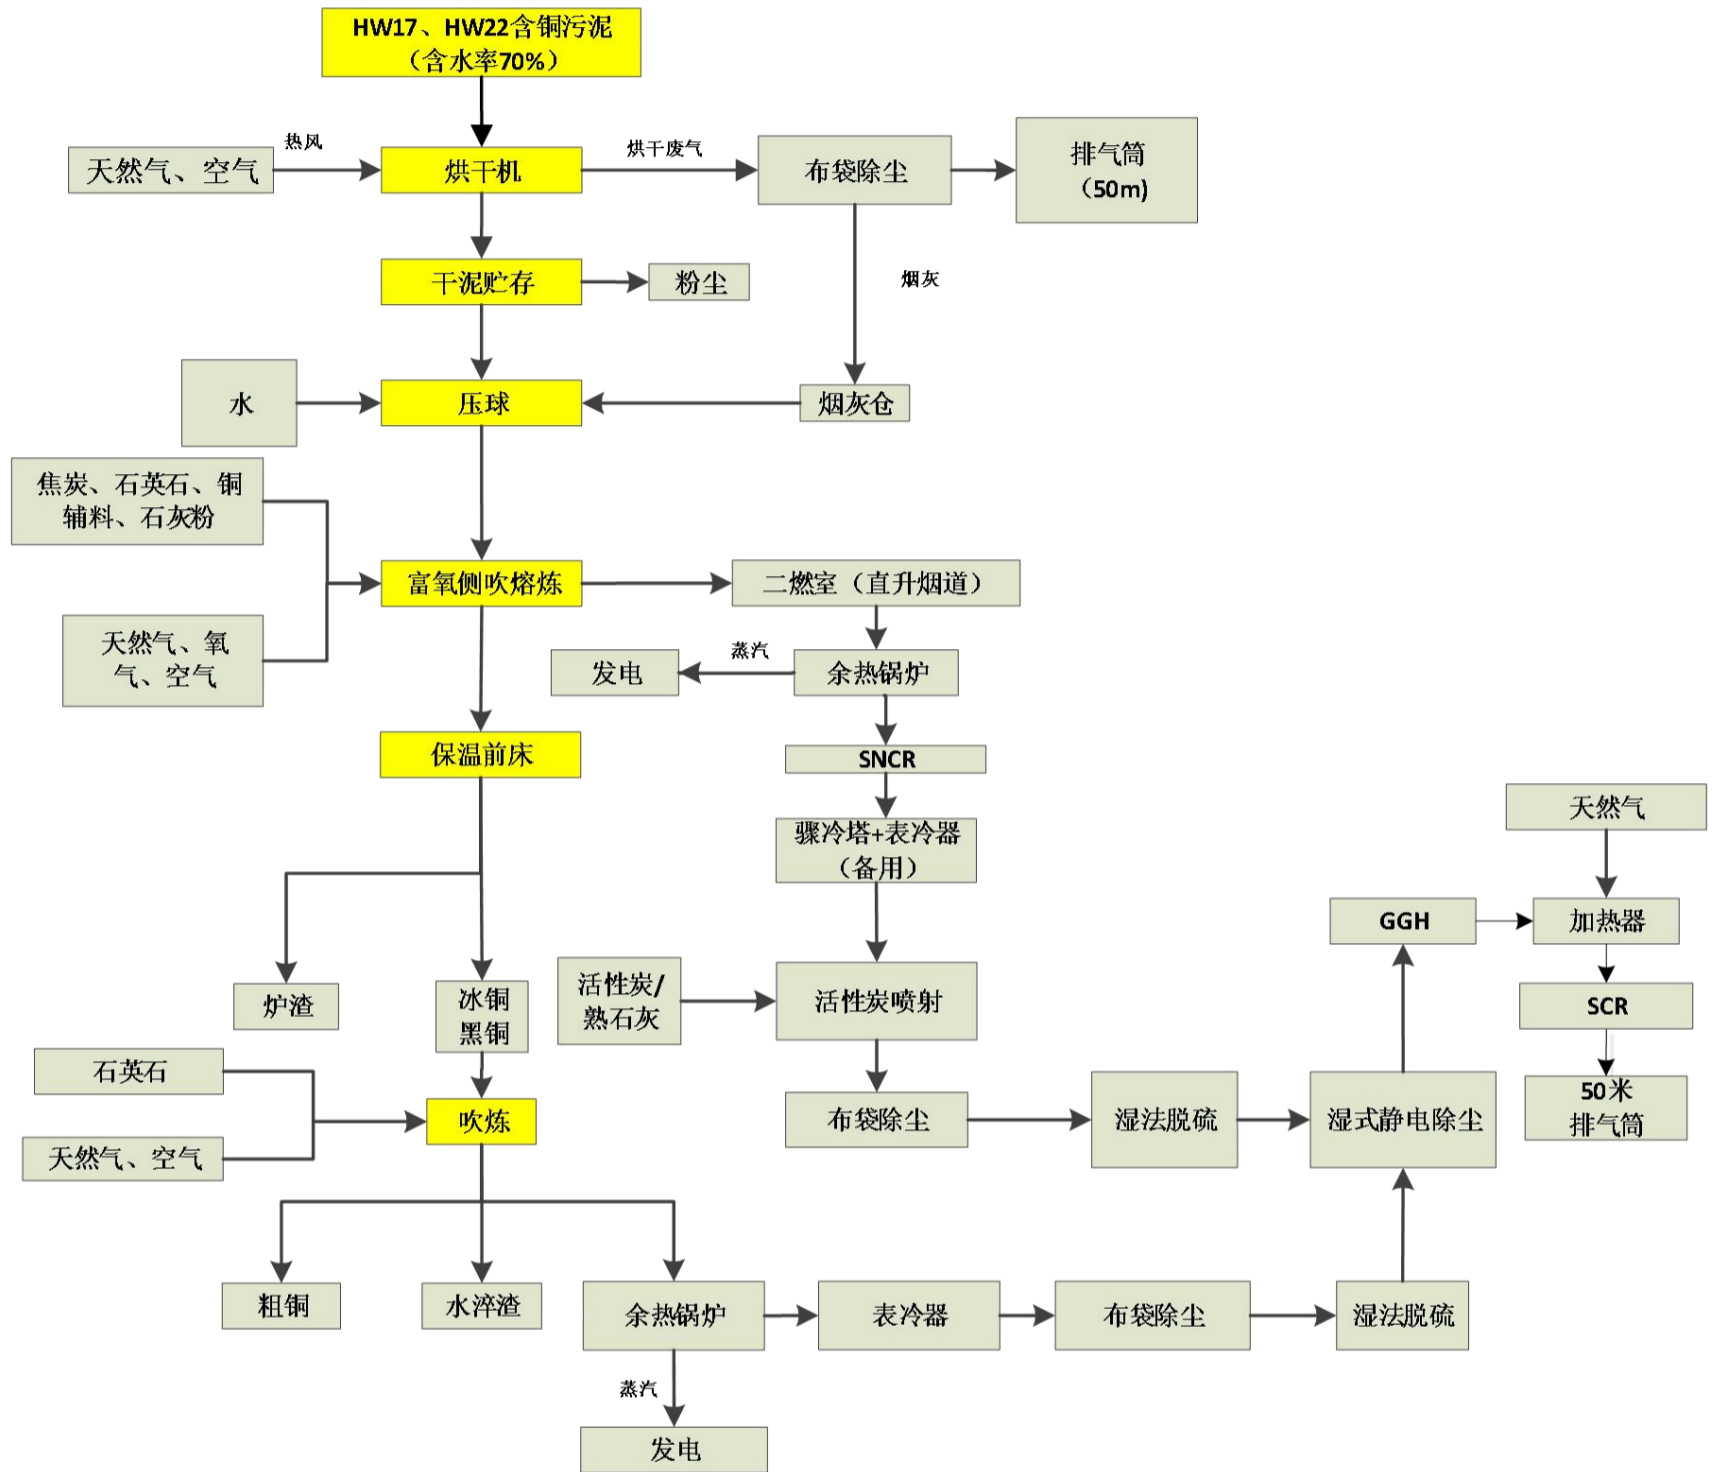 HW17、HW22含铜污泥
（含水率70%）
天然气、空气
热风
烘干机
烘干废气
布袋除尘
排气筒
（50m)
干泥贮存
粉尘
烟灰
水
压球
烟灰仓
焦炭、石英石、铜
辅料、石灰粉
富氧侧吹熔炼
二燃室（直升烟道）
天然气、氧
气、空气
发电
蒸汽
余热锅炉
保温前床
SNCR
骤冷塔+表冷器
（备用）
天然气
GGH
加热器
炉渣
冰铜
黑铜
活性炭/
熟石灰
活性炭喷射
SCR
石英石
天然气、空气
吹炼
布袋除尘
湿法脱硫
湿式静电除尘
50米
排气筒
粗铜
水淬渣
余热锅炉
表冷器
布袋除尘
湿法脱硫
蒸汽
发电